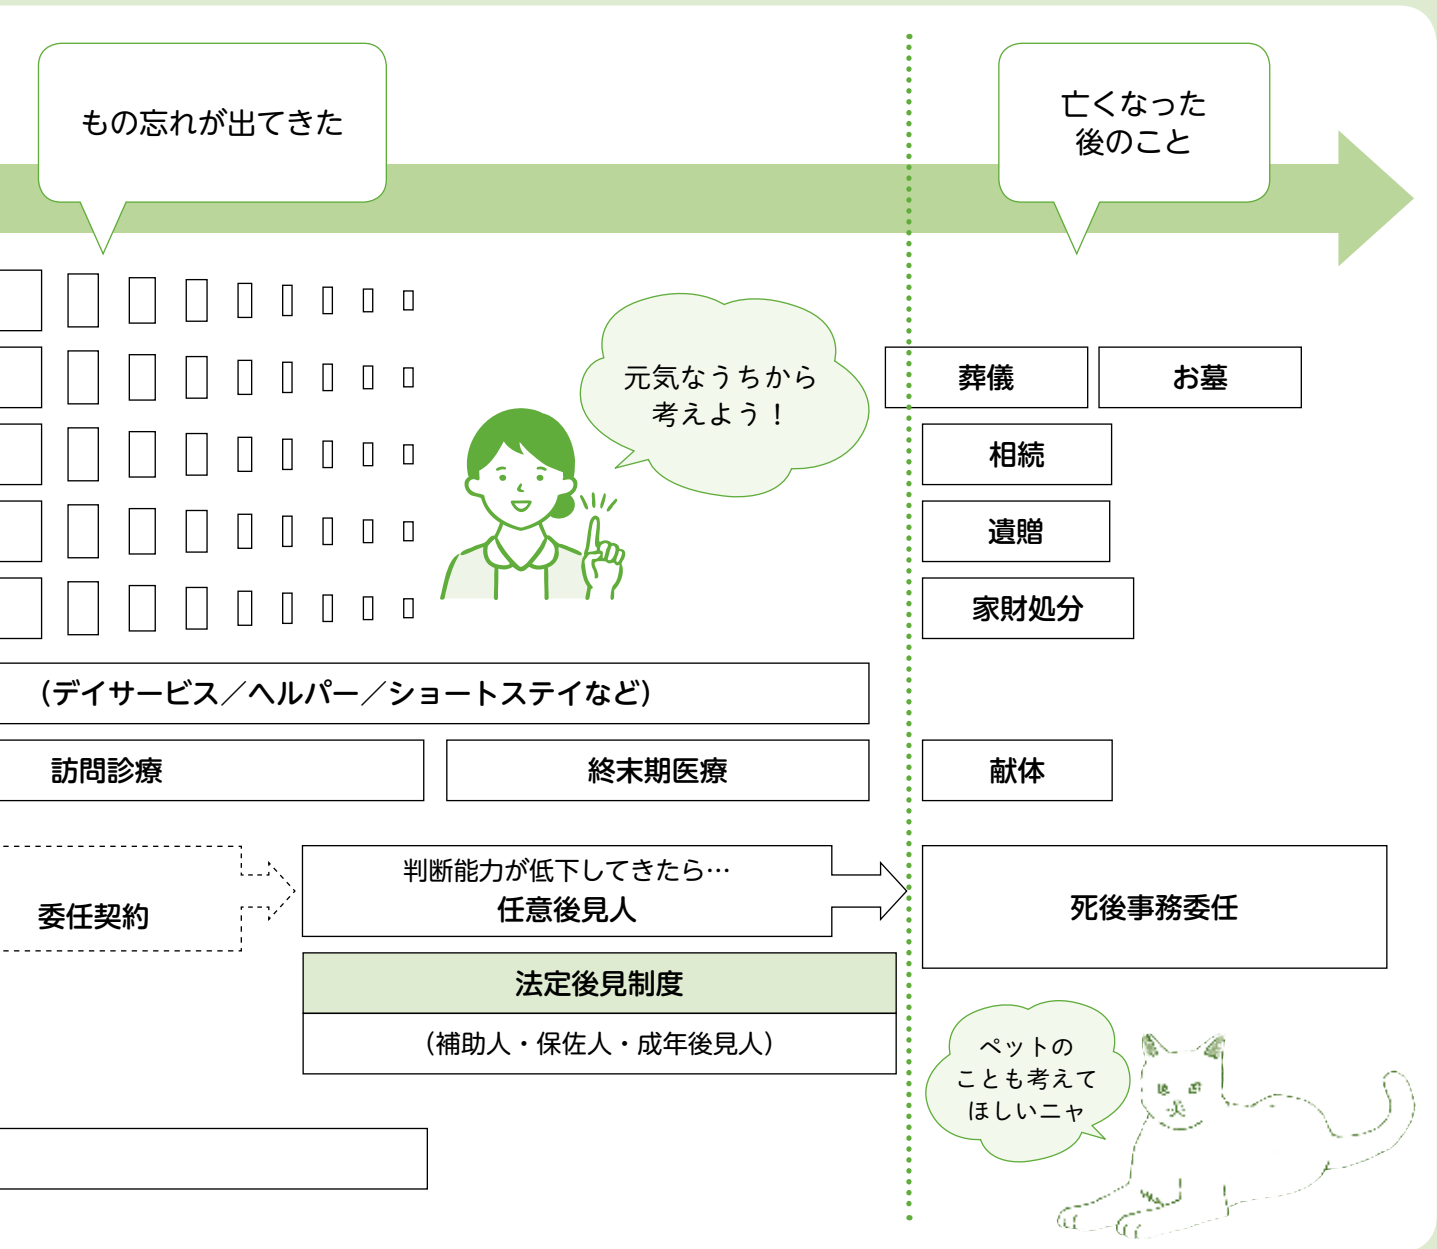 もの忘れが出てきた
亡くなった
後のこと
元気なうちから
考えよう！
葬儀
お墓
相続
遺贈
家財処分
（デイサービス／ヘルパー／ショートステイなど）
訪問診療
終末期医療
献体
委任契約
判断能力が低下してきたら…
任意後見人
死後事務委任
法定後見制度
（補助人・保佐人・成年後見人）
ペットの
ことも考えて
ほしいニャ